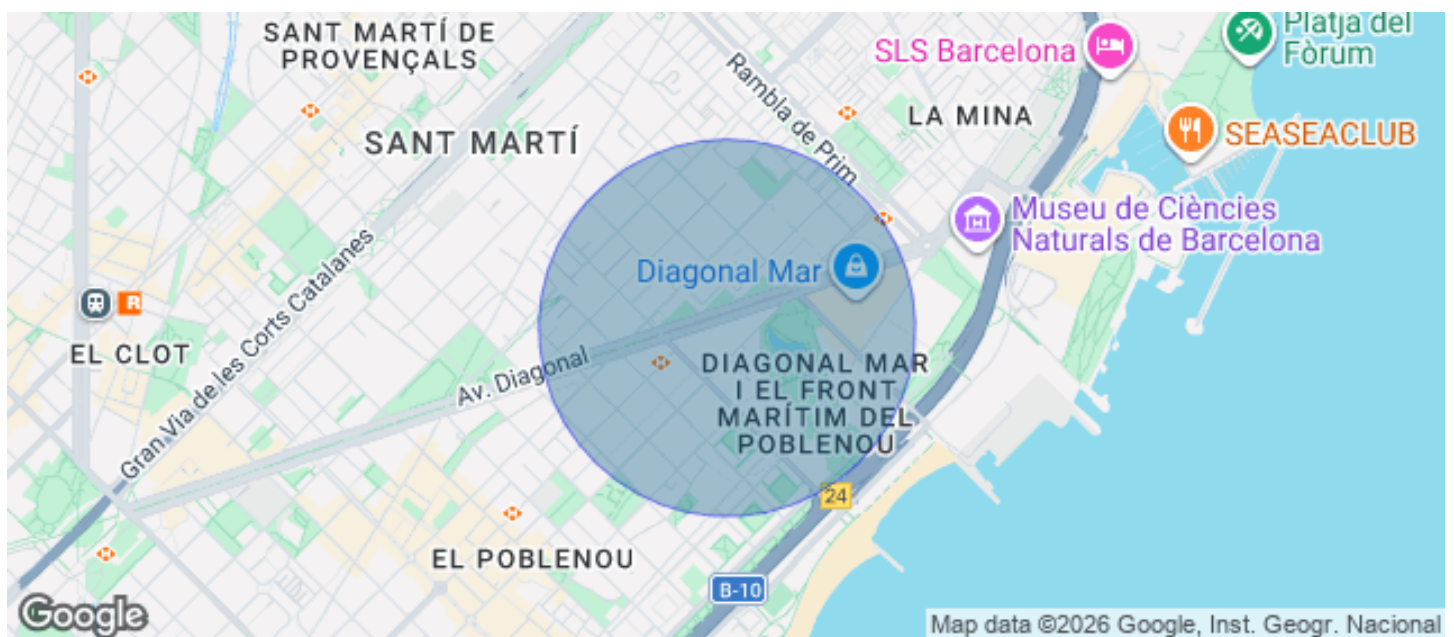 SANT MARTÍ DE
PROVENÇALS
SANT MARTÍ
Rambla de Prim
SLS Barcelona
LA MINA
Platja del
Fòrum
SEASEACLUB
Museu de Ciències
Naturals de Barcelona
Diagonal Mar
R
EL CLOT
Gran Via de les Corts Catalanes
Av. Diagonal
DIAGONAL MAR
I EL FRONT
MARÍTIM DEL
POBLENOU
24
EL POBLENOU
B-10
Google
Map data ©2026 Google, Inst. Geogr. Nacional